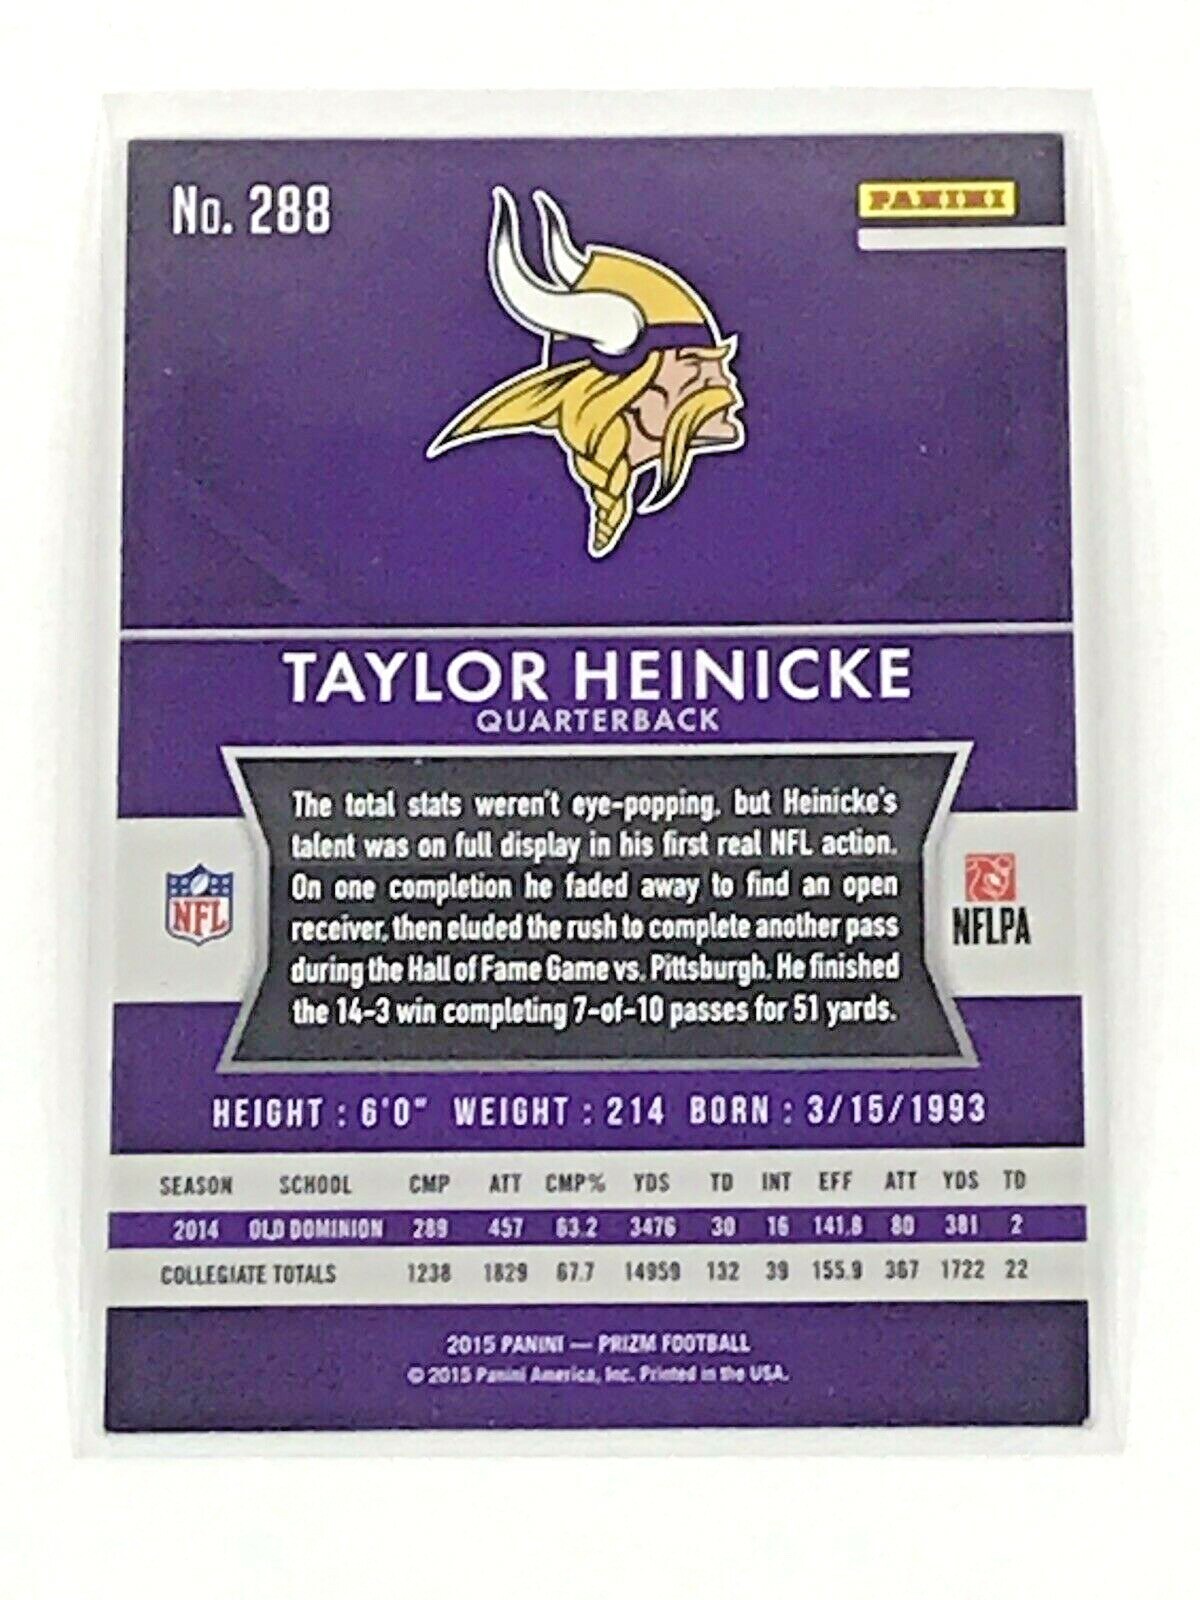 No. 288
PANINI
TAYLOR HEINICKE
QUARTERBACK
The total stats weren't eye-popping, but Heinicke's
talent was on full display in his first real NFL action.
On one completion he faded away to find an open
receiver, then eluded the rush to complete another pass
during the Hall of Fame Game vs. Pittsburgh. He finished
the 14-3 win completing 7-of-10 passes for 51 yards.
NFL
NFLPA
HEIGHT : 6'0" WEIGHT : 214 BORN : 3/15/1993
SEASON SCHOOL CMP ATT CMP% YDS TD INT EFF ATT YDS TD
2014 OLD DOMINION 289 457 63.2 3476 30 16 141.8 80 381 2
COLLEGIATE TOTALS 1238 1829 67.7 14959 132 39 155.9 367 1722 22
2015 PANINI — PRIZM FOOTBALL
© 2015 Panini America, Inc. Printed in the USA.